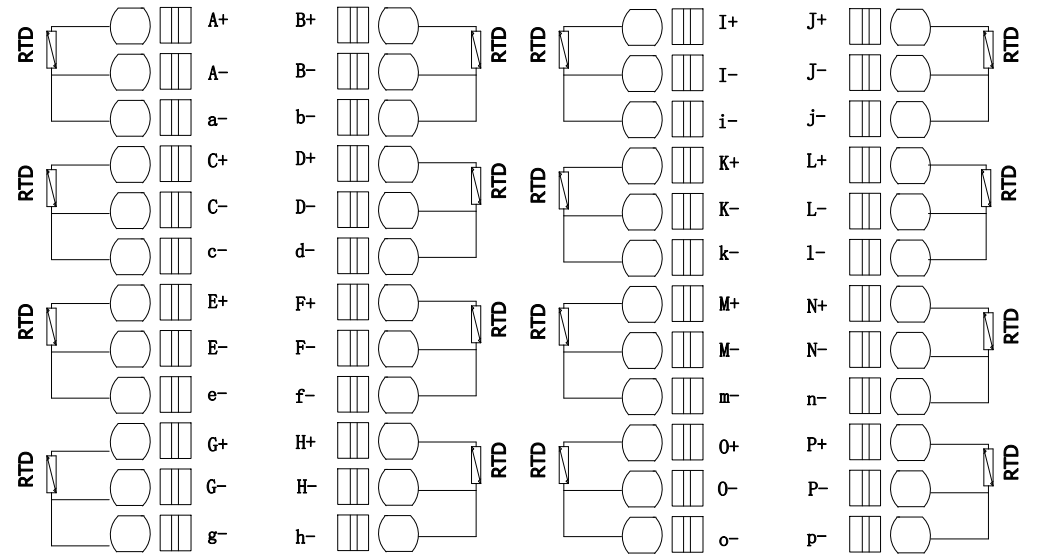 RTD A+ B+ RTD RTD I+ J+ RTD
A- B- I- J-
a- b- i- j-
RTD C+ D+ RTD RTD K+ L+ RTD
C- D- K- L-
c- d- k- l-
RTD E+ F+ RTD RTD M+ N+ RTD
E- F- M- N-
e- f- m- n-
RTD G+ H+ RTD RTD O+ P+ RTD
G- H- O- P-
g- h- o- p-